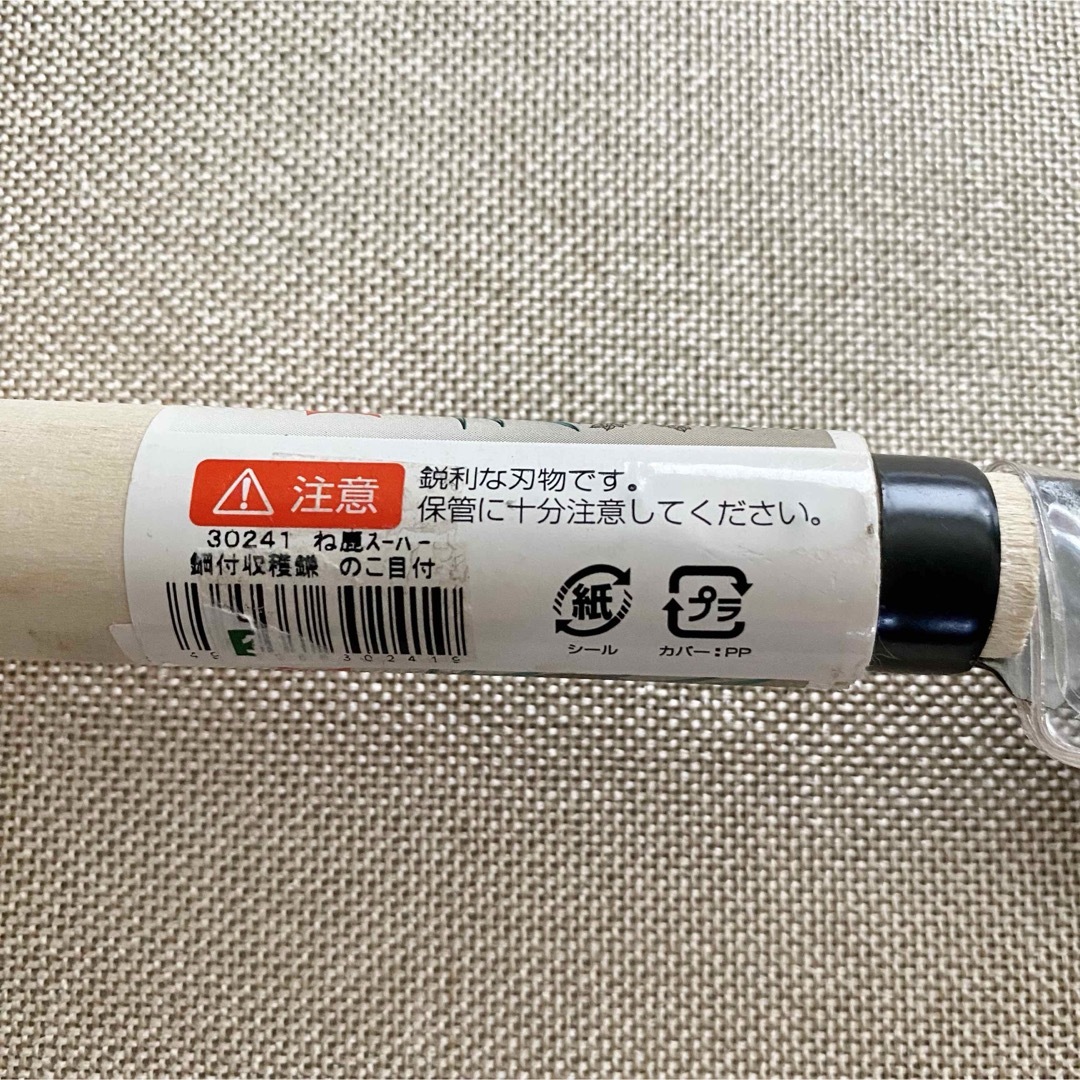 注意
鋭利な刃物です。
保管に十分注意してください。
30241 ね鹿スーパー
鋼付収穫鎌 のこ目付
302419
紙
シール
プラ
カバー：PP